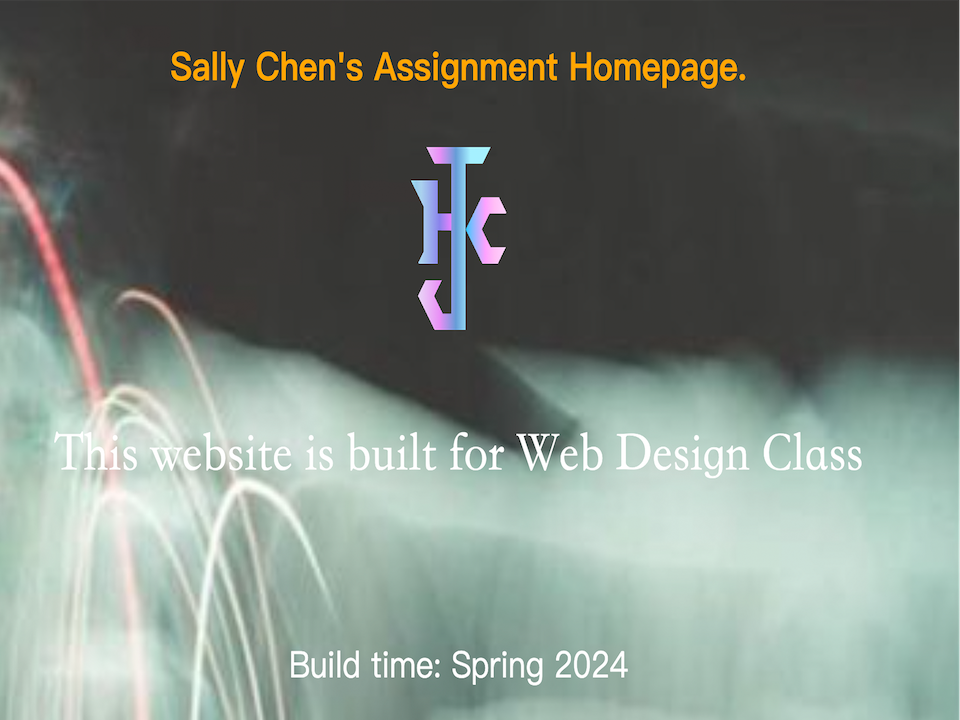 Sally Chen's Assignment Homepage.
This website is built for Web Design Class
Build time: Spring 2024